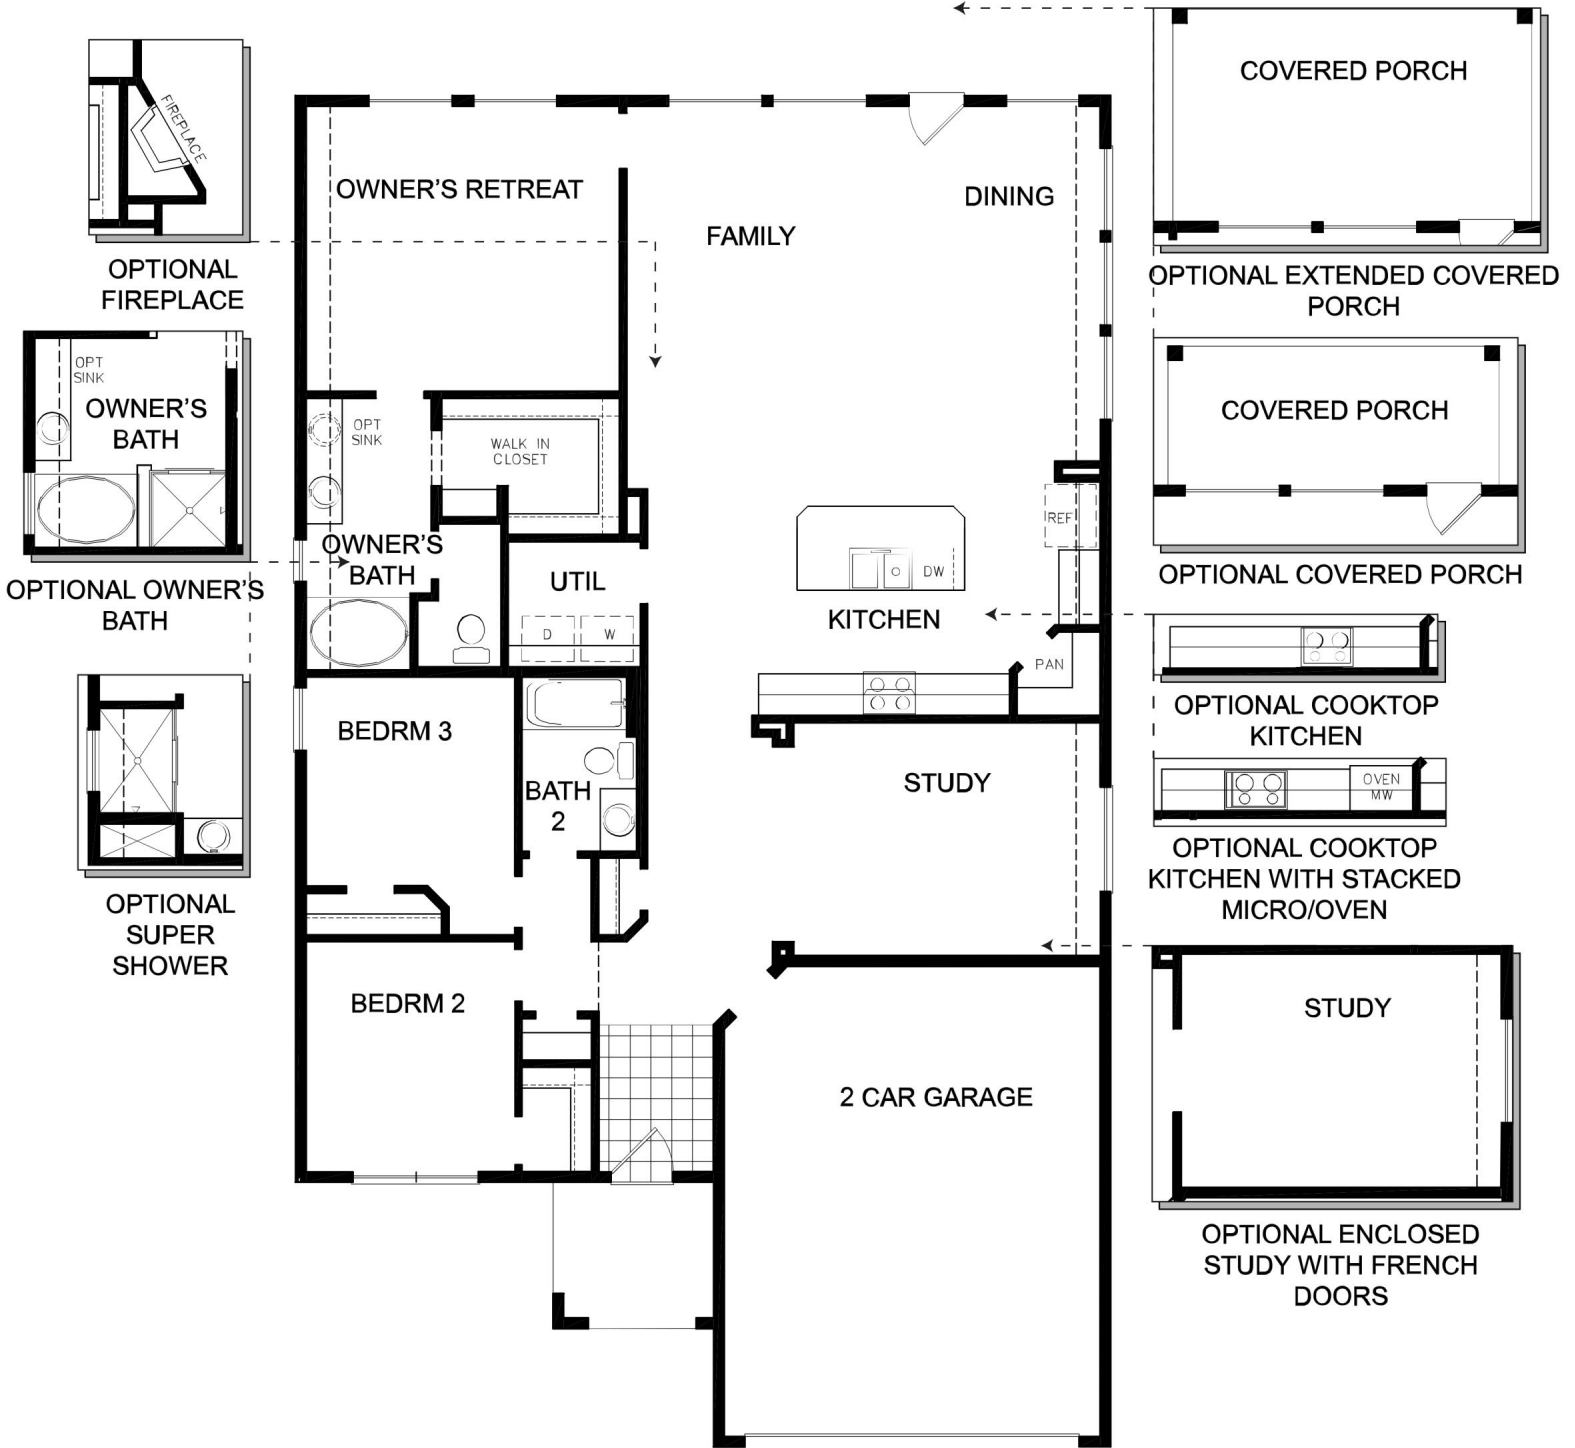 COVERED PORCH
OPTIONAL EXTENDED COVERED
PORCH
FIREPLACE
OPTIONAL
FIREPLACE
OWNER'S RETREAT
FAMILY
DINING
OPT
SINK
OWNER'S
BATH
OPTIONAL OWNER'S
BATH
OPT
SINK
WALK IN
CLOSET
OWNER'S
BATH
UTIL
D
W
REF
DW
KITCHEN
PAN
COVERED PORCH
OPTIONAL COVERED PORCH
OPTIONAL COOKTOP
KITCHEN
OVEN
MW
OPTIONAL COOKTOP
KITCHEN WITH STACKED
MICRO/OVEN
OPTIONAL
SUPER
SHOWER
BEDRM 3
BATH
2
STUDY
BEDRM 2
2 CAR GARAGE
STUDY
OPTIONAL ENCLOSED
STUDY WITH FRENCH
DOORS